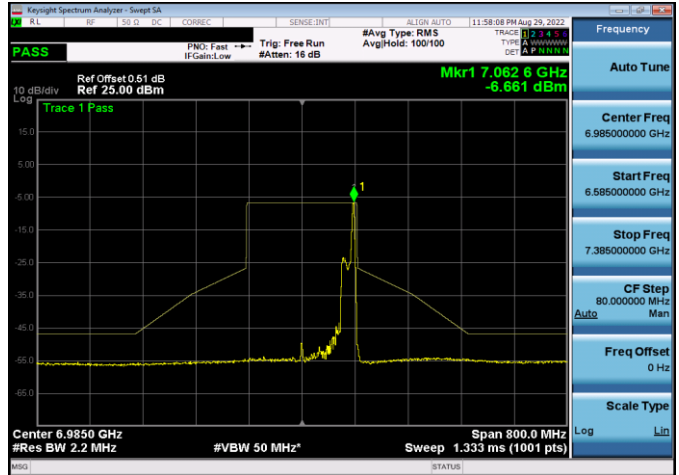 Keysight Spectrum Analyzer - Swept SA
RL RF 50 Ω DC CORREC SENSE:INT ALIGN AUTO 11:58:08 PM Aug 29, 2022
Frequency
PASS
PNO: Fast
IFGain:Low
Trig: Free Run
#Atten: 16 dB
#Avg Type: RMS
Avg|Hold: 100/100
TRACE 1 2 3 4 5 6
TYPE A WWWWW
DET A P N N N N
Ref Offset 0.51 dB
10 dB/div Ref 25.00 dBm
Log
Mkr1 7.062 6 GHz
-6.661 dBm
Trace 1 Pass
15.0
5.00
-5.00
-15.0
-25.0
-35.0
-45.0
-55.0
-65.0
1
Center 6.9850 GHz Span 800.0 MHz
#Res BW 2.2 MHz #VBW 50 MHz* Sweep 1.333 ms (1001 pts)
MSG STATUS
Auto Tune
Center Freq
6.985000000 GHz
Start Freq
6.585000000 GHz
Stop Freq
7.385000000 GHz
CF Step
80.000000 MHz
Auto Man
Freq Offset
0 Hz
Scale Type
Log Lin